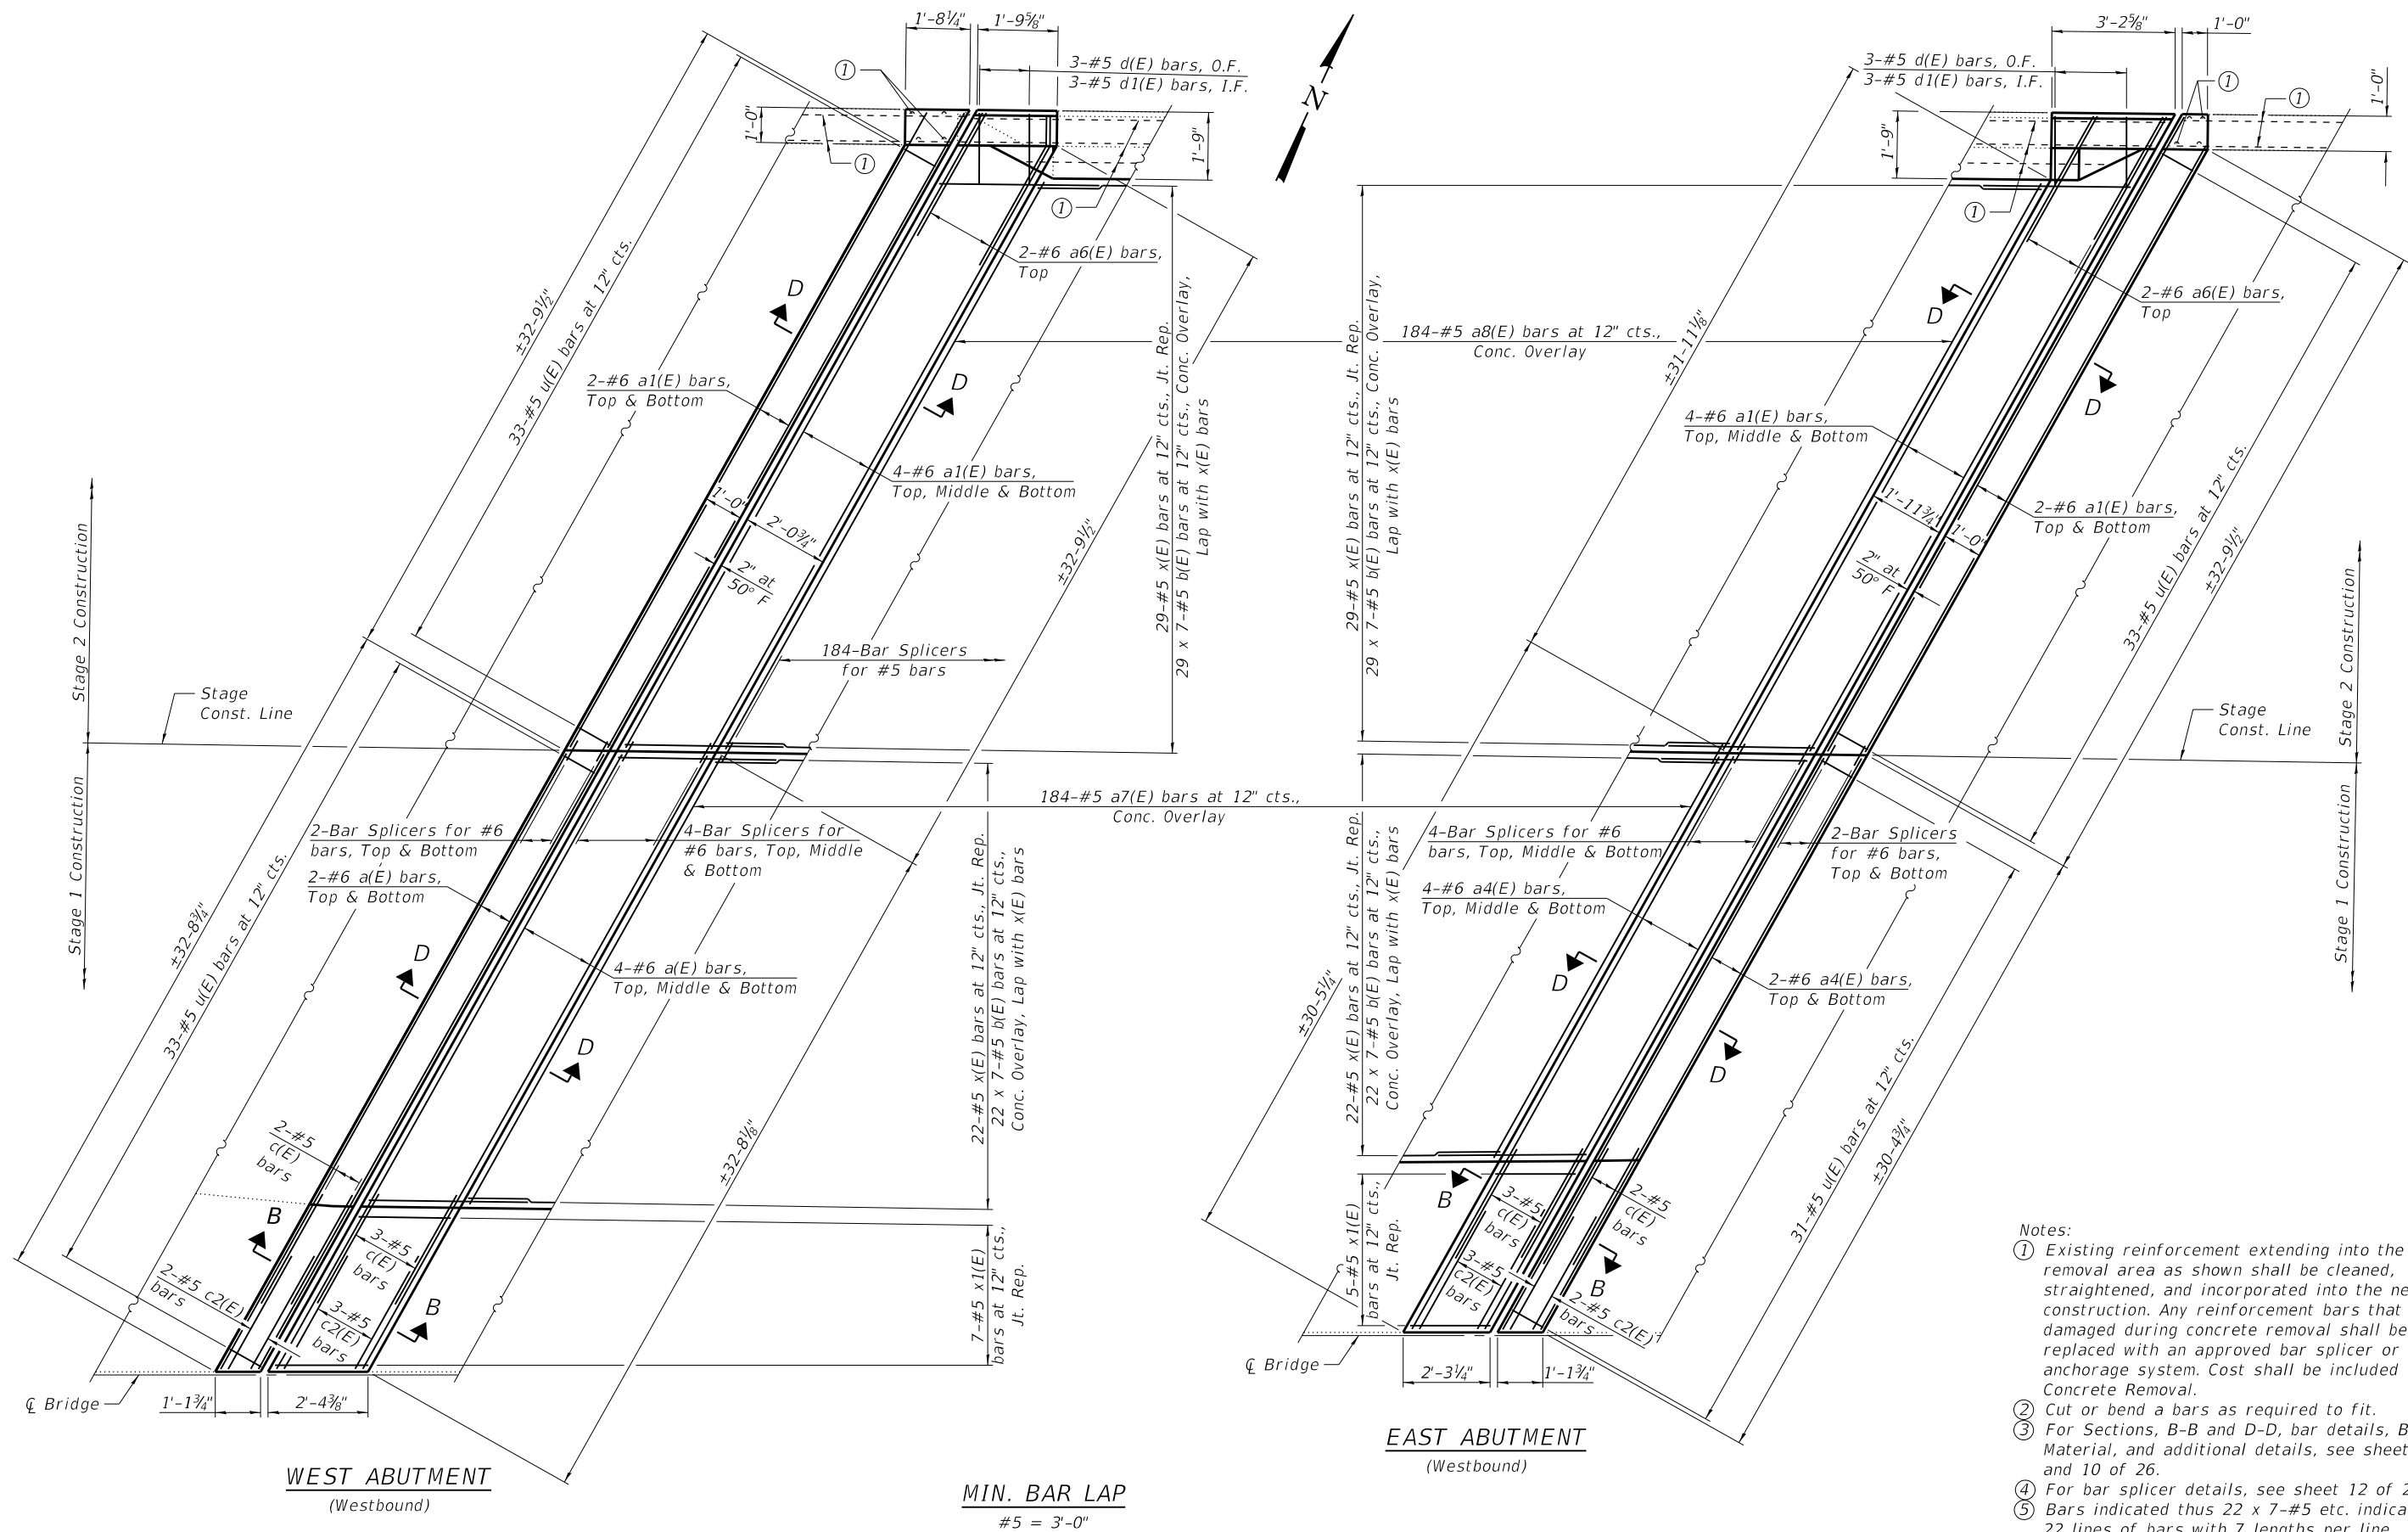 1'-8¼"
1'-9⅝"
3-#5 d(E) bars, O.F.
3-#5 d1(E) bars, I.F.
1
1'-0"
1
1'-9"
1
N
3'-2⅝"
1'-0"
3-#5 d(E) bars, O.F.
3-#5 d1(E) bars, I.F.
1
1
1'-0"
1'-9"
1
2-#6 a6(E) bars,
Top
2-#6 a6(E) bars,
Top
±32-9½"
33-#5 u(E) bars at 12" cts.
D
D
184-#5 a8(E) bars at 12" cts.,
Conc. Overlay
D
D
±31-11⅛"
2-#6 a1(E) bars,
Top & Bottom
4-#6 a1(E) bars,
Top, Middle & Bottom
1'-0"
2'-0¾"
2" at
50° F
±32-9½"
29-#5 x(E) bars at 12" cts., Jt. Rep.
29 x 7-#5 b(E) bars at 12" cts., Conc. Overlay,
Lap with x(E) bars
29-#5 x(E) bars at 12" cts., Jt. Rep.
29 x 7-#5 b(E) bars at 12" cts., Conc. Overlay,
Lap with x(E) bars
4-#6 a1(E) bars,
Top, Middle & Bottom
2-#6 a1(E) bars,
Top & Bottom
1'-11¾"
1'-0"
2" at
50° F
33-#5 u(E) bars at 12" cts.
±32-9½"
Stage 2 Construction
Stage 1 Construction
Stage
Const. Line
184-Bar Splicers
for #5 bars
Stage
Const. Line
Stage 2 Construction
Stage 1 Construction
184-#5 a7(E) bars at 12" cts.,
Conc. Overlay
2-Bar Splicers for #6
bars, Top & Bottom
4-Bar Splicers for
#6 bars, Top, Middle
& Bottom
2-#6 a(E) bars,
Top & Bottom
4-#6 a(E) bars,
Top, Middle & Bottom
±32-8¾"
33-#5 u(E) bars at 12" cts.
D
D
22-#5 x(E) bars at 12" cts., Jt. Rep.
22 x 7-#5 b(E) bars at 12" cts.,
Conc. Overlay, Lap with x(E) bars
22-#5 x(E) bars at 12" cts., Jt. Rep.
22 x 7-#5 b(E) bars at 12" cts.,
Conc. Overlay, Lap with x(E) bars
4-Bar Splicers for #6
bars, Top, Middle & Bottom
2-Bar Splicers
for #6 bars,
Top & Bottom
4-#6 a4(E) bars,
Top, Middle & Bottom
2-#6 a4(E) bars,
Top & Bottom
D
D
±30-5¼"
31-#5 u(E) bars at 12" cts.
±30-4¾"
2-#5
c(E)
bars
B
2-#5 c2(E)
bars
3-#5
c(E)
bars
3-#5
c2(E)
bars
B
±32-8⅛"
7-#5 x1(E)
bars at 12" cts.,
Jt. Rep.
5-#5 x1(E)
bars at 12" cts.,
Jt. Rep.
B
3-#5
c(E)
bars
3-#5
c2(E)
bars
2-#5
c(E)
bars
B
2-#5 c2(E)
bars
℄ Bridge
1'-1¾"
2'-4⅜"
℄ Bridge
2'-3¼"
1'-1¾"
WEST ABUTMENT
(Westbound)
EAST ABUTMENT
(Westbound)
MIN. BAR LAP
#5 = 3'-0"
Notes:
1 Existing reinforcement extending into the
removal area as shown shall be cleaned,
straightened, and incorporated into the
construction. Any reinforcement bars that
damaged during concrete removal shall be
replaced with an approved bar splicer or
anchorage system. Cost shall be included
Concrete Removal.
2 Cut or bend a bars as required to fit.
3 For Sections, B-B and D-D, bar details,
Material, and additional details, see sheet
and 10 of 26.
4 For bar splicer details, see sheet 12 of
5 Bars indicated thus 22 x 7-#5 etc.
22 lines of bars with 7 lengths per line